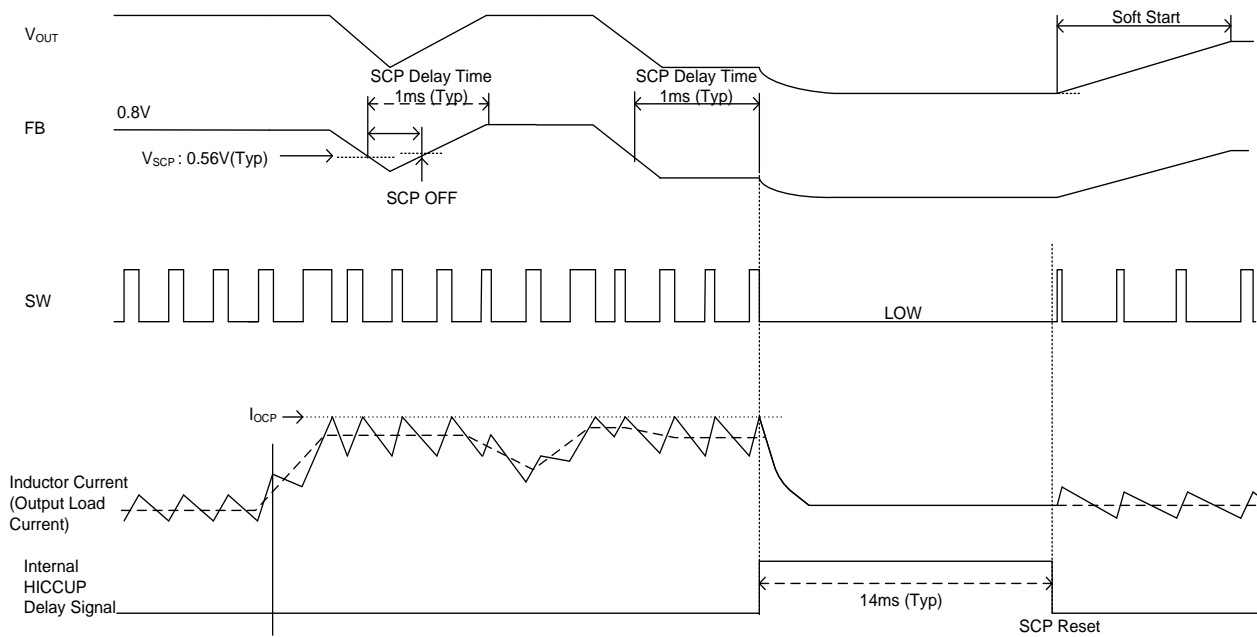 Soft Start
VOUT
SCP Delay Time
1ms (Typ)
SCP Delay Time
1ms (Typ)
0.8V
FB
VSCP : 0.56V(Typ)
SCP OFF
SW
LOW
IOCP
Inductor Current
(Output Load
Current)
Internal
HICCUP
Delay Signal
14ms (Typ)
SCP Reset